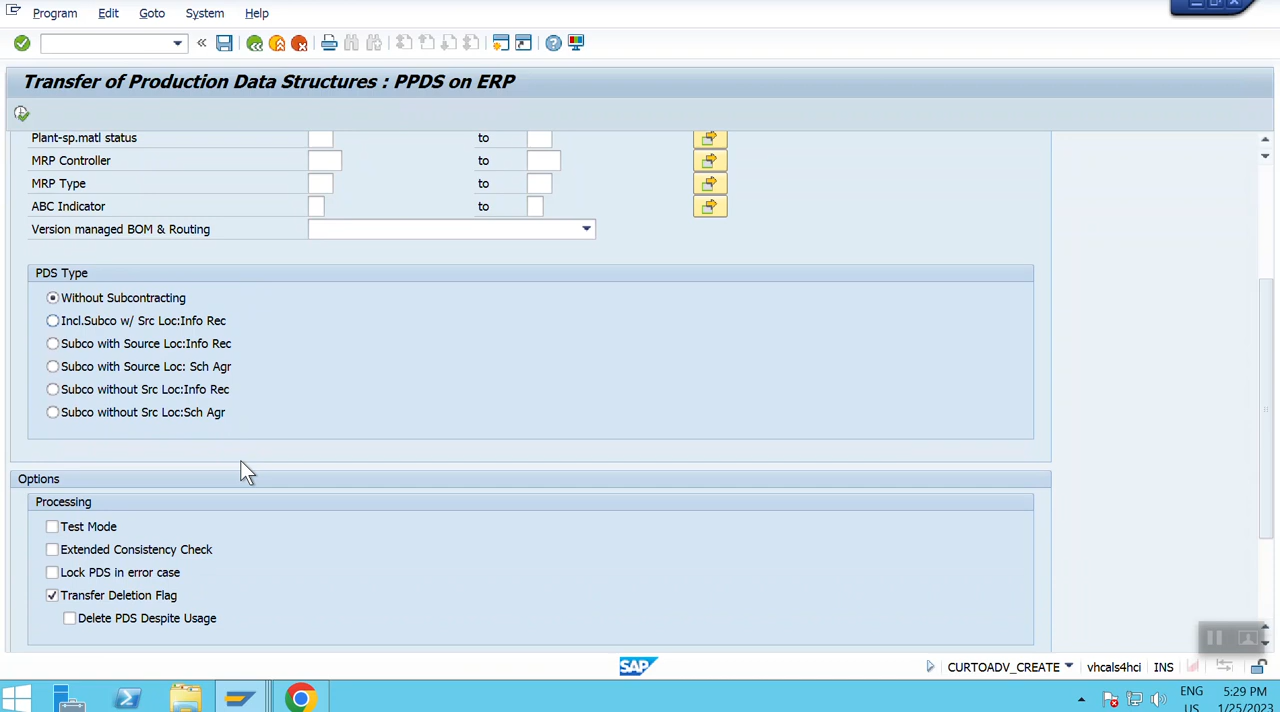 Program Edit Goto System Help
Transfer of Production Data Structures : PPDS on ERP
Plant-sp.matl status to
MRP Controller to
MRP Type to
ABC Indicator to
Version managed BOM & Routing
PDS Type
Without Subcontracting
Incl.Subco w/ Src Loc:Info Rec
Subco with Source Loc:Info Rec
Subco with Source Loc: Sch Agr
Subco without Src Loc:Info Rec
Subco without Src Loc:Sch Agr
Options
Processing
Test Mode
Extended Consistency Check
Lock PDS in error case
Transfer Deletion Flag
Delete PDS Despite Usage
SAP CURTOADV_CREATE vhcals4hci INS
ENG 5:29 PM
US 1/25/2023